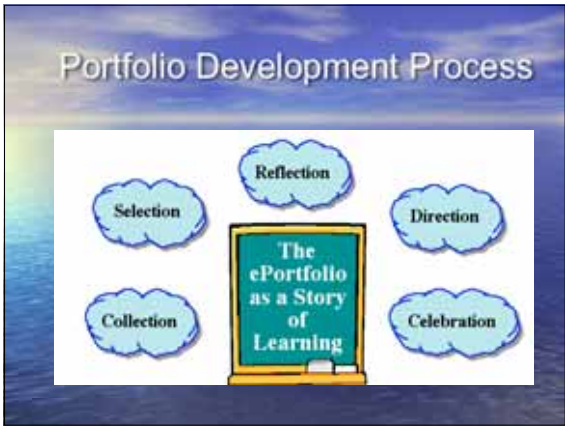 Portfolio Development Process
Reflection
Selection
Direction
Collection
Celebration
The
ePortfolio
as a Story
of
Learning